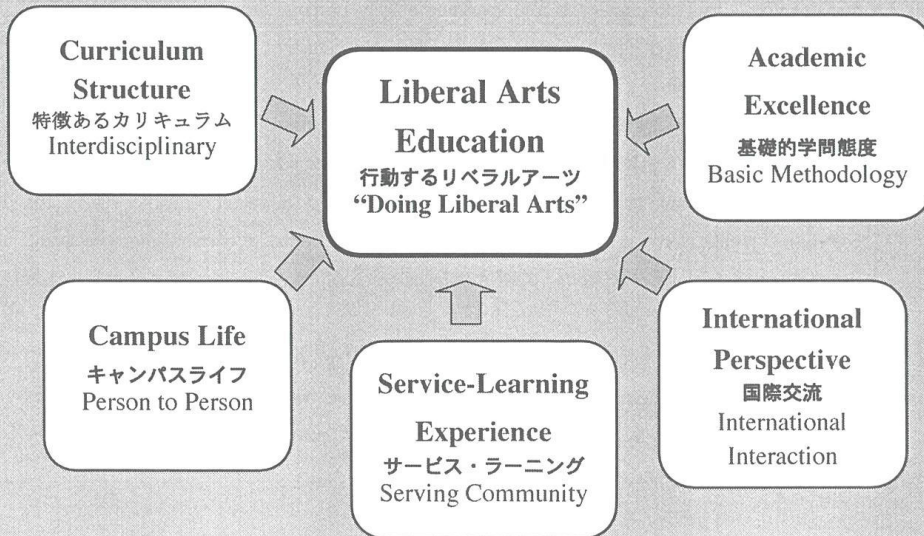 Curriculum
Structure
特徴あるカリキュラム
Interdisciplinary
Liberal Arts
Education
行動するリベラルアーツ
“Doing Liberal Arts”
Academic
Excellence
基礎的学問態度
Basic Methodology
Campus Life
キャンパスライフ
Person to Person
Service-Learning
Experience
サービス・ラーニング
Serving Community
International
Perspective
国際交流
International
Interaction